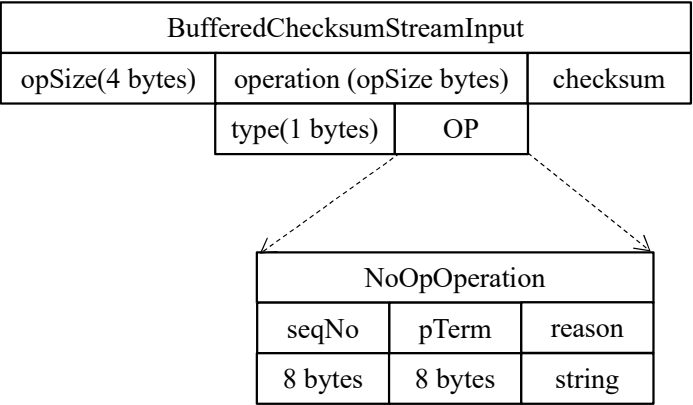 BufferedChecksumStreamInput
opSize(4 bytes) operation (opSize bytes) checksum
type(1 bytes) OP
NoOpOperation
seqNo pTerm reason
8 bytes 8 bytes string